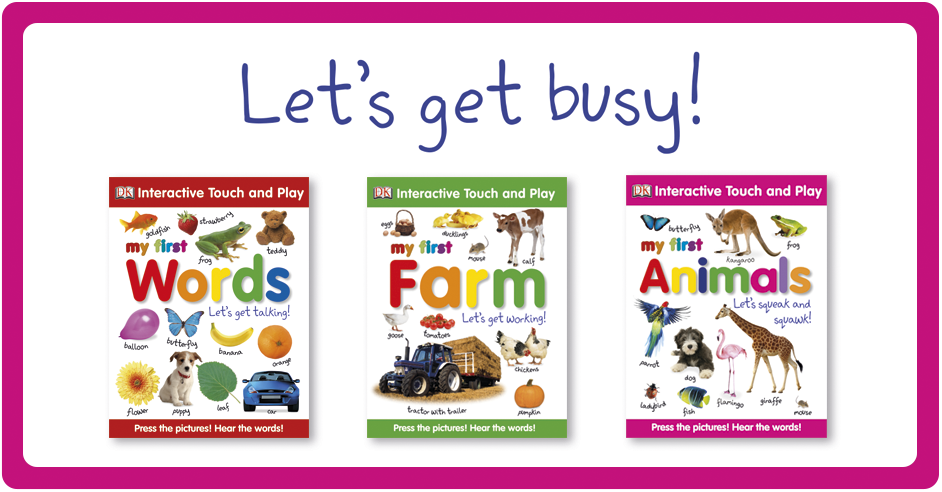 Let's get busy!
DK Interactive Touch and Play
goldfish
strawberry
frog
teddy
my first
Words
Let's get talking!
balloon
butterfly
banana
orange
flower
puppy
leaf
car
Press the pictures! Hear the words!
DK Interactive Touch and Play
eggs
ducklings
mouse
calf
my first
Farm
Let's get working!
goose
tomatoes
chickens
tractor with trailer
pumpkin
Press the pictures! Hear the words!
DK Interactive Touch and Play
butterfly
kangaroo
frog
my first
Animals
Let's squeak and
squawk!
parrot
dog
flamingo
giraffe
mouse
ladybird
fish
Press the pictures! Hear the words!